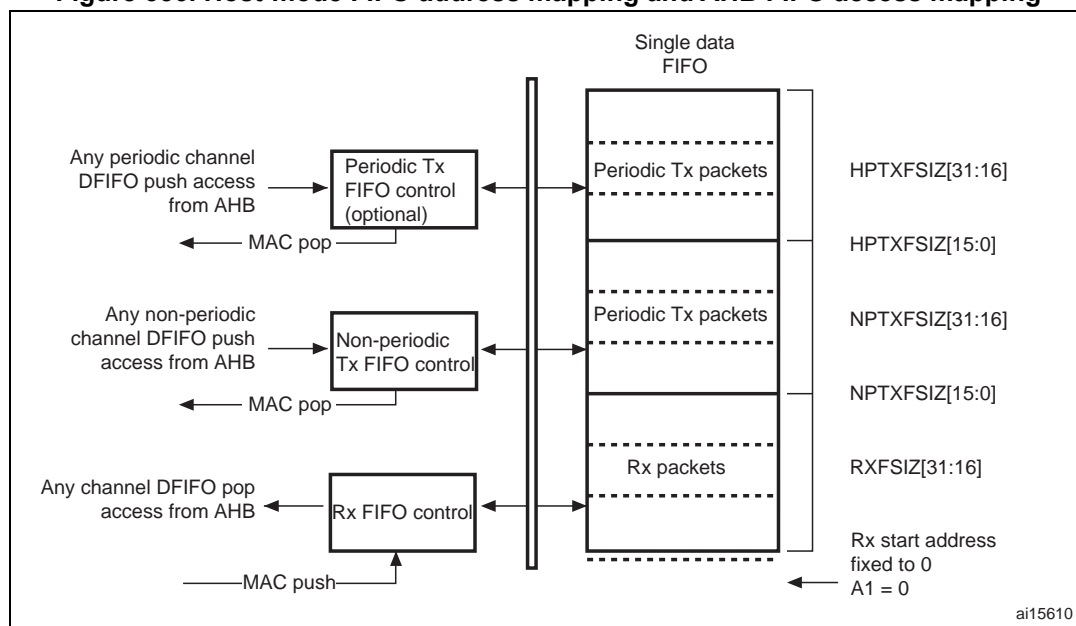 Figure Host-mode FIFO address mapping and AHB FIFO access mapping
Single data
FIFO
Any periodic channel
DFIFO push access
from AHB
Periodic Tx
FIFO control
(optional)
MAC pop
Periodic Tx packets
HPTXFSIZ[31:16]
HPTXFSIZ[15:0]
Any non-periodic
channel DFIFO push
access from AHB
Non-periodic
Tx FIFO control
MAC pop
Periodic Tx packets
NPTXFSIZ[31:16]
NPTXFSIZ[15:0]
Any channel DFIFO pop
access from AHB
Rx FIFO control
MAC push
Rx packets
RXFSIZ[31:16]
Rx start address
fixed to 0
A1 = 0
ai15610